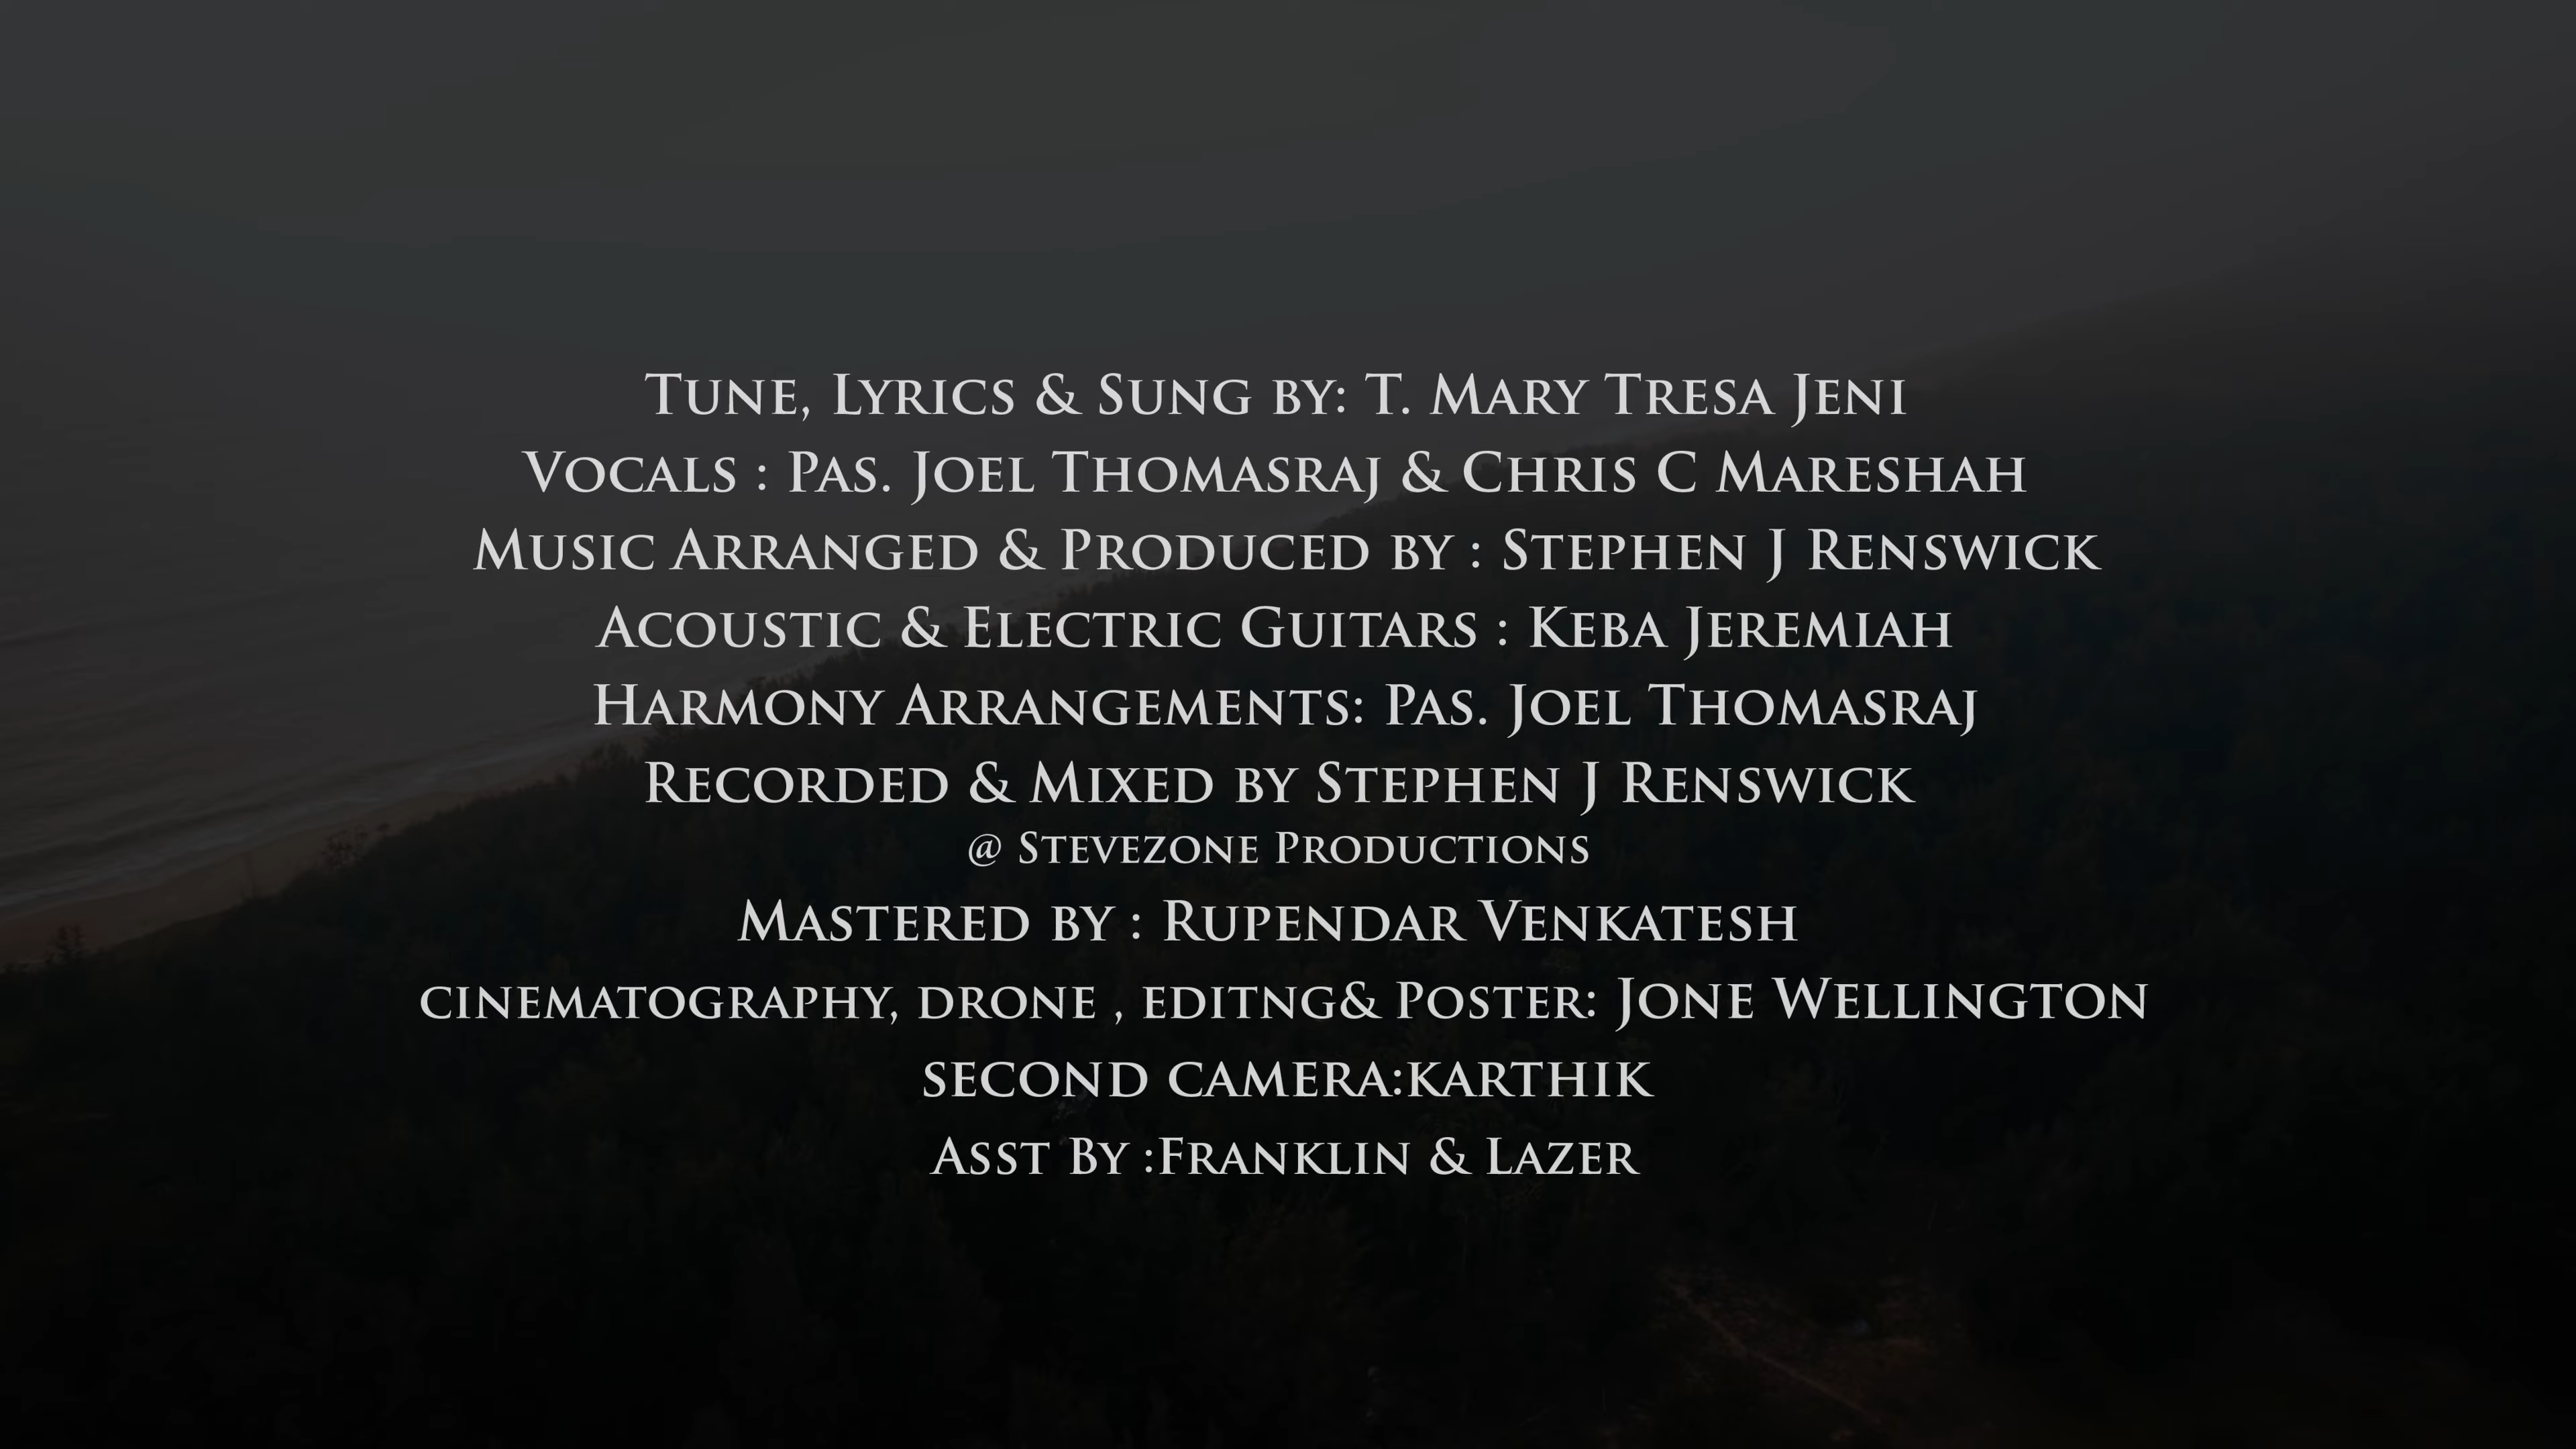 Tune, Lyrics & Sung by: T. Mary Tresa Jeni
Vocals : Pas. Joel Thomasraj & Chris C Mareshah
Music Arranged & Produced by : Stephen J Renswick
Acoustic & Electric Guitars : Keba Jeremiah
Harmony Arrangements: Pas. Joel Thomasraj
Recorded & Mixed by Stephen J Renswick
@ Stevezone Productions
Mastered by : Rupendar Venkatesh
cinematography, drone , editng& Poster: Jone Wellington
second camera:karthik
Asst By :Franklin & Lazer